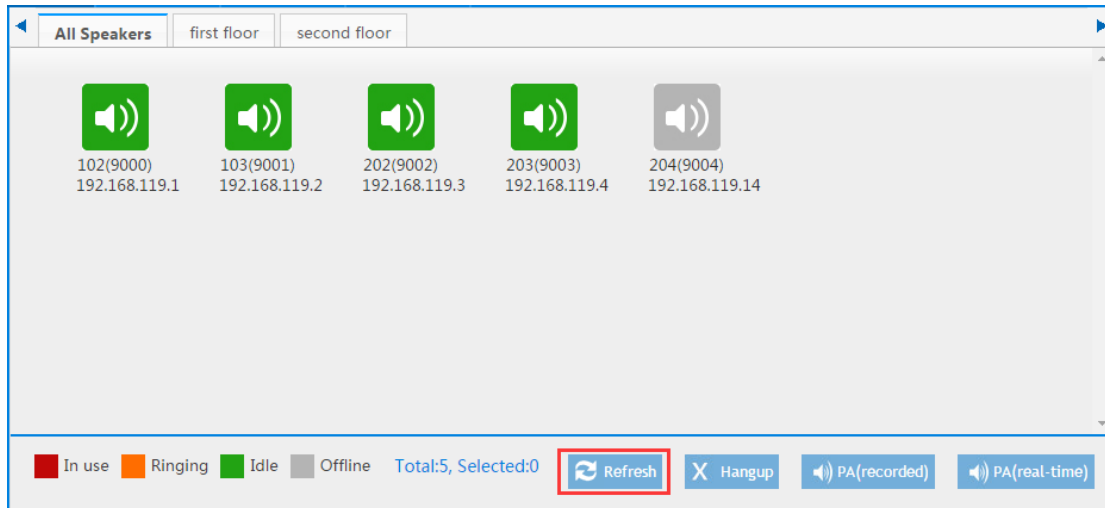 All Speakers first floor second floor
102(9000) 103(9001) 202(9002) 203(9003) 204(9004)
192.168.119.1 192.168.119.2 192.168.119.3 192.168.119.4 192.168.119.14
In use Ringing Idle Offline Total:5, Selected:0 Refresh X Hangup PA(recorded) PA(real-time)